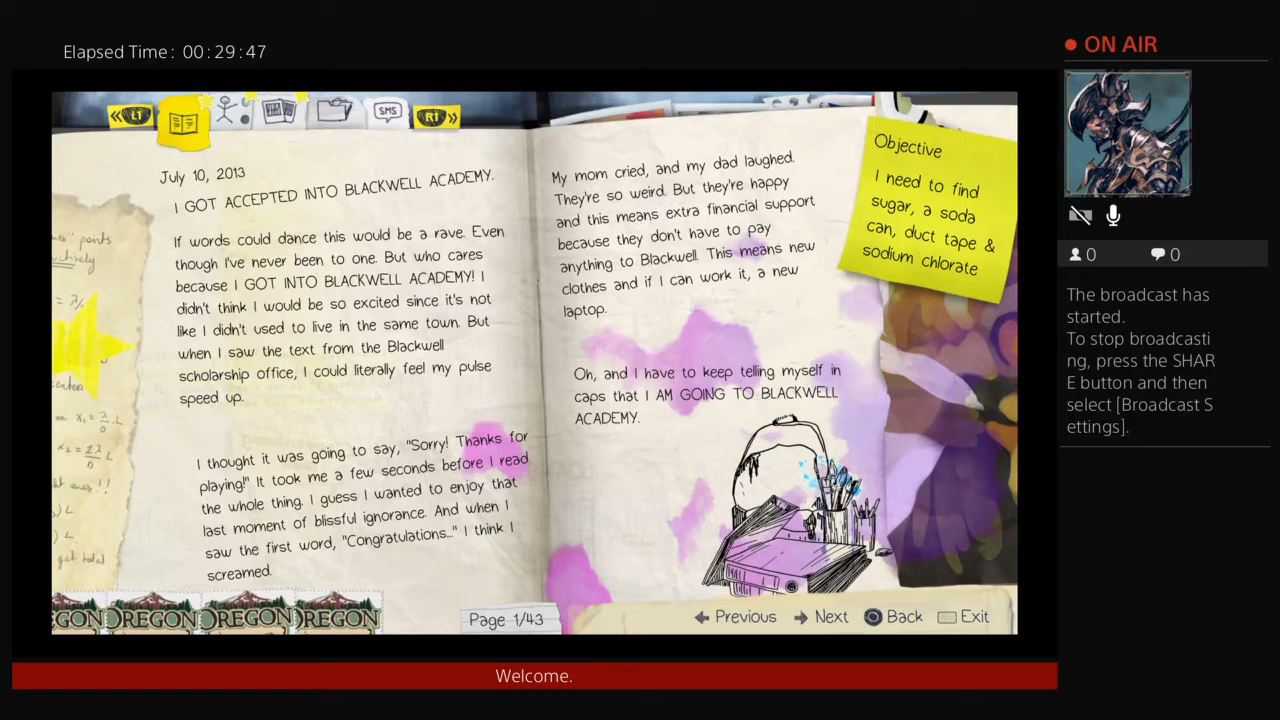 Elapsed Time: 00:29:47
ON AIR
LT
SMS
R1
July 10, 2013
I GOT ACCEPTED INTO BLACKWELL ACADEMY.
If words could dance this would be a rave. Even
though I've never been to one. But who cares
because I GOT INTO BLACKWELL ACADEMY! I
didn't think I would be so excited since it's not
like I didn't used to live in the same town. But
when I saw the text from the Blackwell
scholarship office, I could literally feel my pulse
speed up.
I thought it was going to say, "Sorry! Thanks for
playing!" It took me a few seconds before I read
the whole thing. I guess I wanted to enjoy that
last moment of blissful ignorance. And when I
saw the first word, "Congratulations..." I think I
screamed.
My mom cried, and my dad laughed.
They're so weird. But they're happy
and this means extra financial support
because they don't have to pay
anything to Blackwell. This means new
clothes and if I can work it, a new
laptop.
Oh, and I have to keep telling myself in
caps that I AM GOING TO BLACKWELL
ACADEMY.
Objective
I need to find
sugar, a soda
can, duct tape &
sodium chlorate
points
get total
GON OREGON OREGON OREGON
Page 1/43
Previous Next Back Exit
0 0
The broadcast has
started.
To stop broadcasti
ng, press the SHAR
E button and then
select [Broadcast S
ettings].
Welcome.